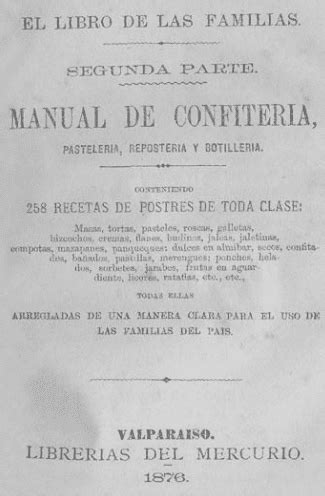 EL LIBRO DE LAS FAMILIAS.
SEGUNDA PARTE.
MANUAL DE CONFITERIA,
PASTELERIA, REPOSTERIA Y BOTILLERIA.
CONTENIENDO
258 RECETAS DE POSTRES DE TODA CLASE:
Masas, tortas, pasteles, roscas, galletas,
bizcochos, cremas, flanes, budines, jaleas, jaletinas,
compotas, mazapanes, panqueques: dulces en almibar, secos, confita-
dos, bañados, pastillas, merengues; ponches, hela-
dos, sorbetes, jarabes, frutas en aguar-
diente, licores, ratafias, etc., etc.,
TODAS ELLAS
ARREGLADAS DE UNA MANERA CLARA PARA EL USO DE
LAS FAMILIAS DEL PAIS.
VALPARAISO.
LIBRERIAS DEL MERCURIO.
1876.